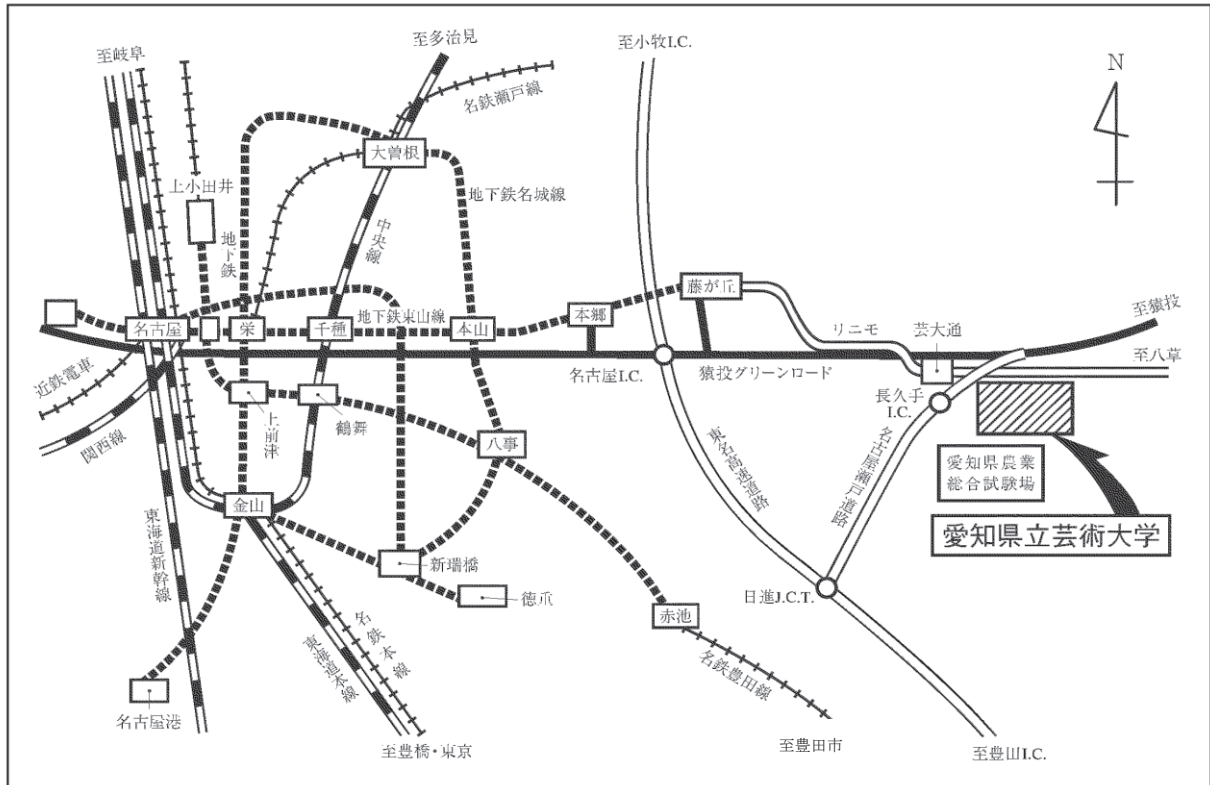 至岐阜
至多治見
至小牧I.C.
N
名鉄瀬戸線
大曽根
上小田井
地下鉄名城線
地下鉄
中央線
藤が丘
本郷
至猿投
名古屋
栄
千種
地下鉄東山線
本山
リニモ
芸大通
至八草
名古屋I.C.
猿投グリーンロード
近鉄電車
関西線
上前津
鶴舞
八事
長久手
I.C.
東名高速道路
名古屋瀬戸道路
愛知県農業
総合試験場
愛知県立芸術大学
金山
東海道新幹線
新瑞橋
徳重
日進J.C.T.
赤池
名鉄本線
東海道本線
名鉄豊田線
名古屋港
至豊橋・東京
至豊田市
至豊田I.C.